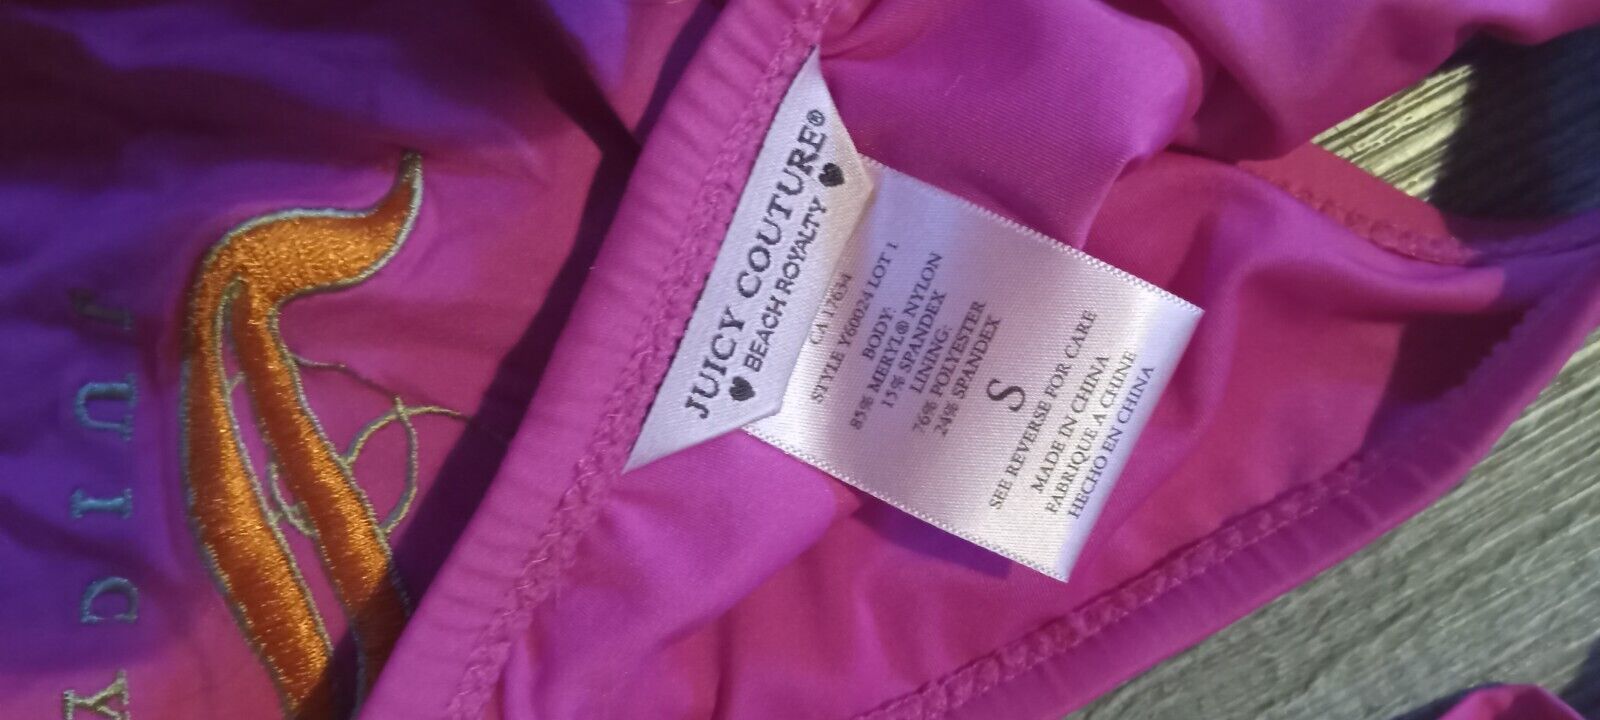 JUICY COUTURE®
♥ BEACH ROYALTY ♥
CA 17634
STYLE Y60024 LOT 1
BODY:
85% MERYL® NYLON
15% SPANDEX
LINING:
76% POLYESTER
24% SPANDEX
S
SEE REVERSE FOR CARE
MADE IN CHINA
FABRIQUE A CHINE
HECHO EN CHINA
JUICY